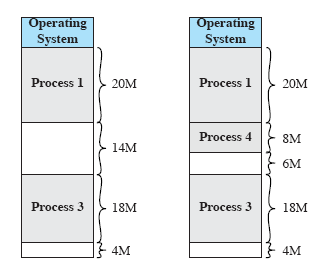 Operating
System
Process 1
20M
14M
Process 3
18M
4M
Operating
System
Process 1
20M
Process 4
8M
6M
Process 3
18M
4M